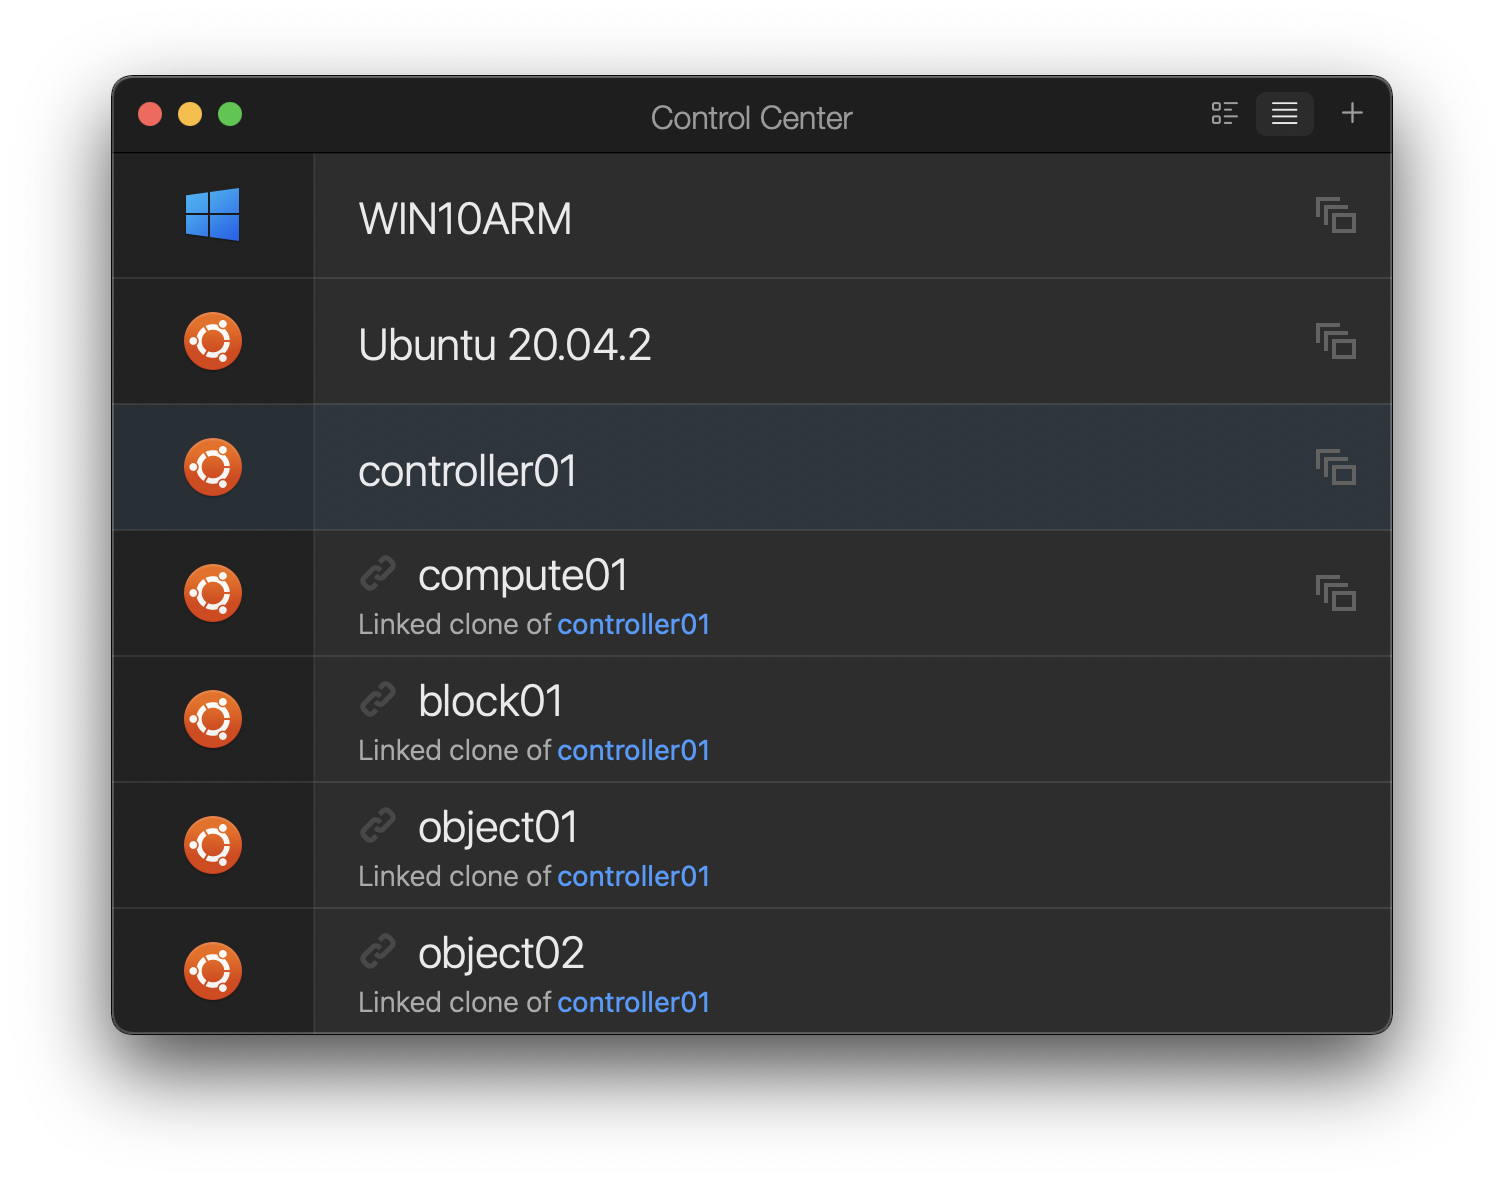 Control Center
WIN10ARM
Ubuntu 20.04.2
controller01
compute01
Linked clone of controller01
block01
Linked clone of controller01
object01
Linked clone of controller01
object02
Linked clone of controller01